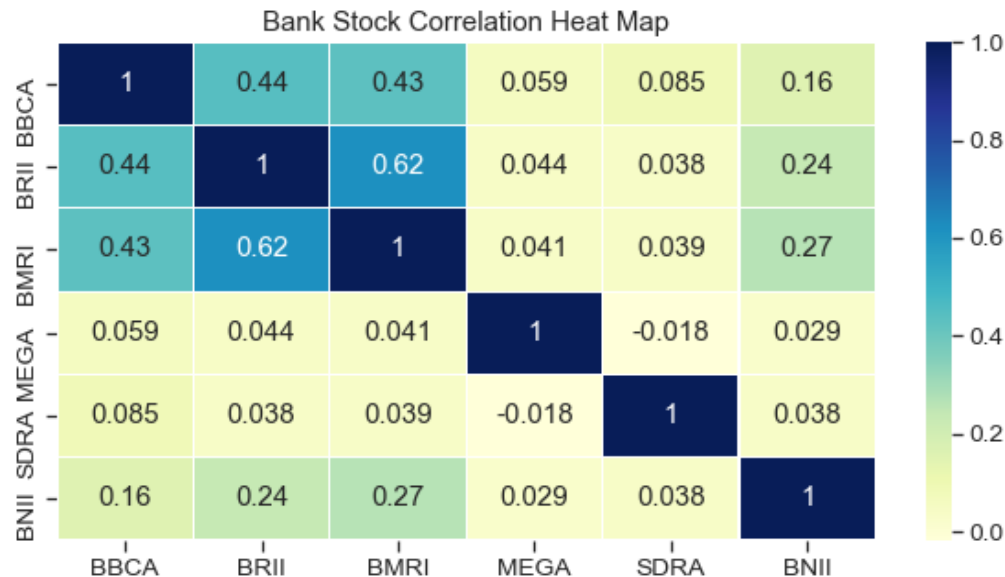 Bank Stock Correlation Heat Map
BBCA 1 0.44 0.43 0.059 0.085 0.16
BRII 0.44 1 0.62 0.044 0.038 0.24
BMRI 0.43 0.62 1 0.041 0.039 0.27
MEGA 0.059 0.044 0.041 1 -0.018 0.029
SDRA 0.085 0.038 0.039 -0.018 1 0.038
BNII 0.16 0.24 0.27 0.029 0.038 1
BBCA BRII BMRI MEGA SDRA BNII
1.0
0.8
0.6
0.4
0.2
0.0